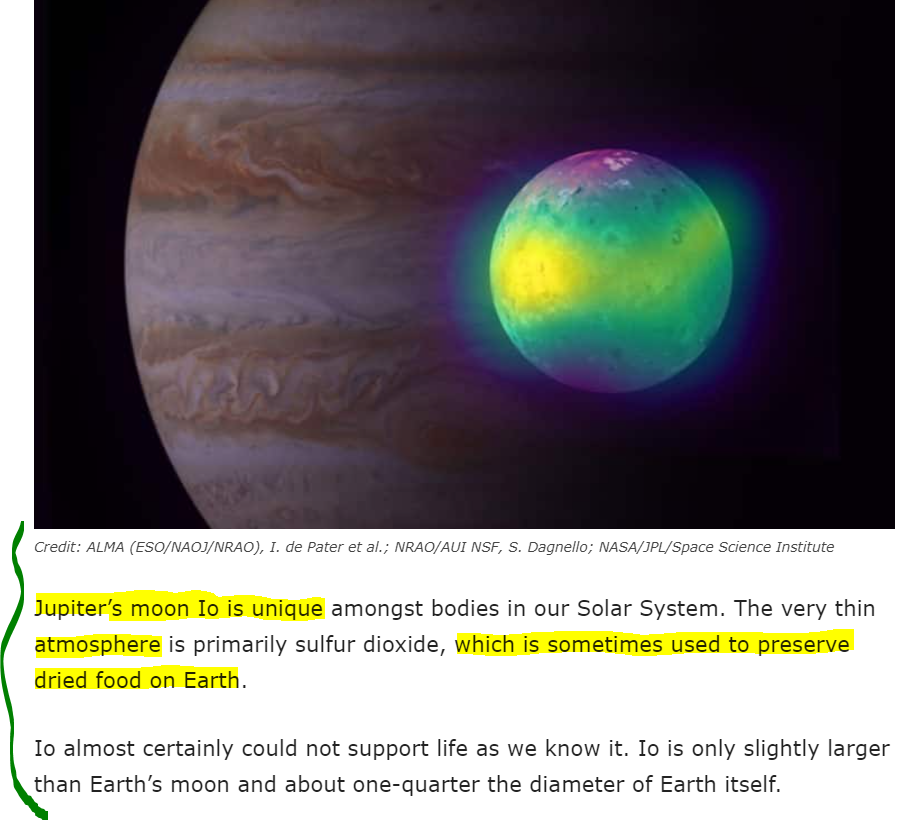 Credit: ALMA (ESO/NAOJ/NRAO), I. de Pater et al.; NRAO/AUI NSF, S. Dagnello; NASA/JPL/Space Science Institute
Jupiter’s moon Io is unique amongst bodies in our Solar System. The very thin
atmosphere is primarily sulfur dioxide, which is sometimes used to preserve
dried food on Earth.
Io almost certainly could not support life as we know it. Io is only slightly larger
than Earth’s moon and about one-quarter the diameter of Earth itself.